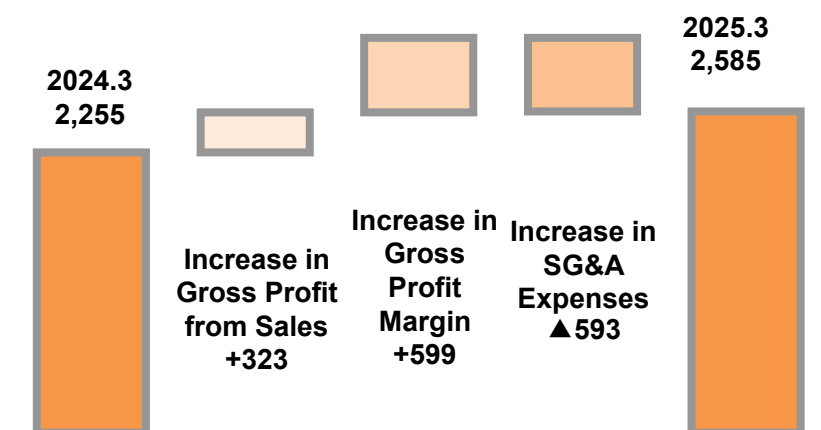 2024.3
2,255
Increase in
Gross Profit
from Sales
+323
Increase in
Gross
Profit
Margin
+599
Increase in
SG&A
Expenses
▲593
2025.3
2,585